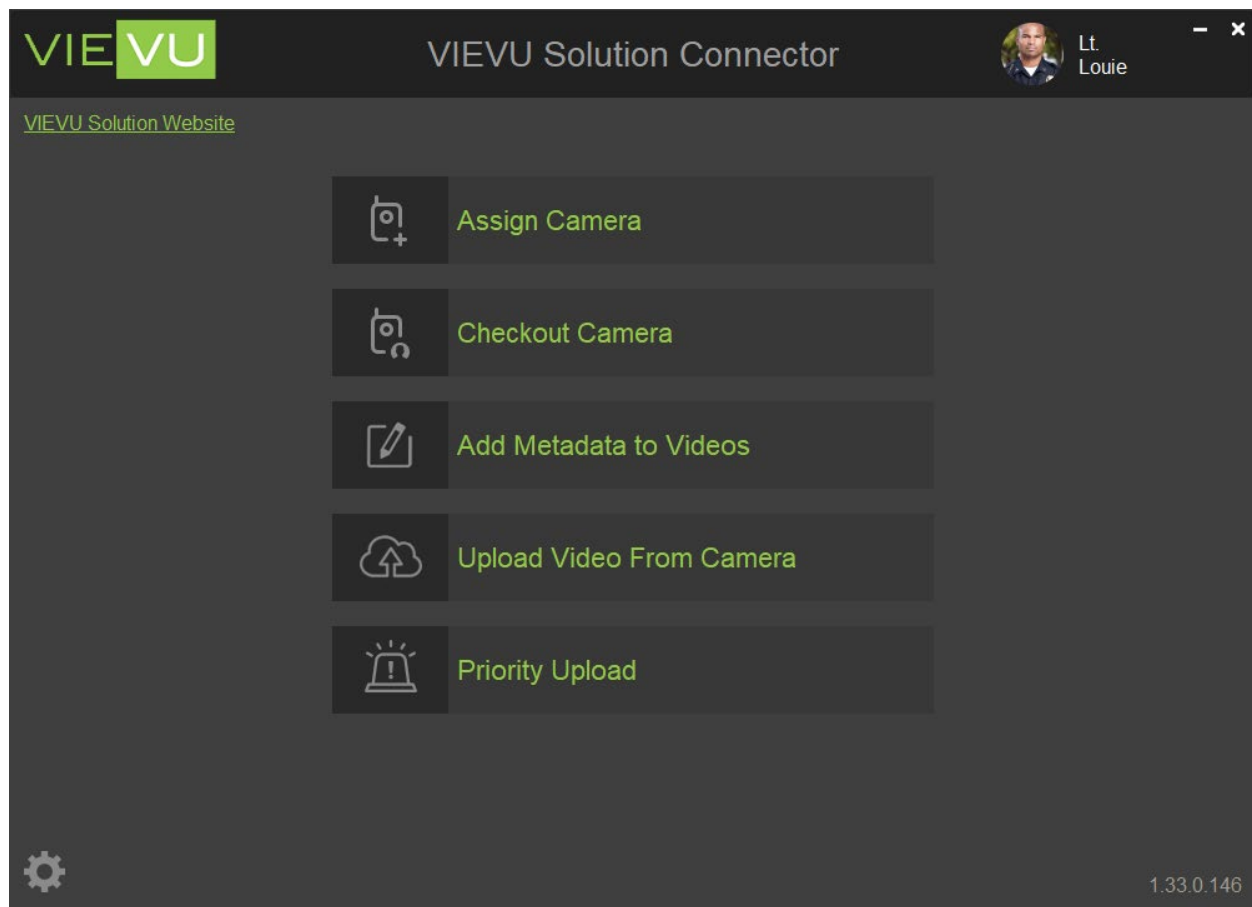 VIEVU
VIEVU Solution Connector
Lt.
Louie
VIEVU Solution Website
Assign Camera
Checkout Camera
Add Metadata to Videos
Upload Video From Camera
Priority Upload
1.33.0.146